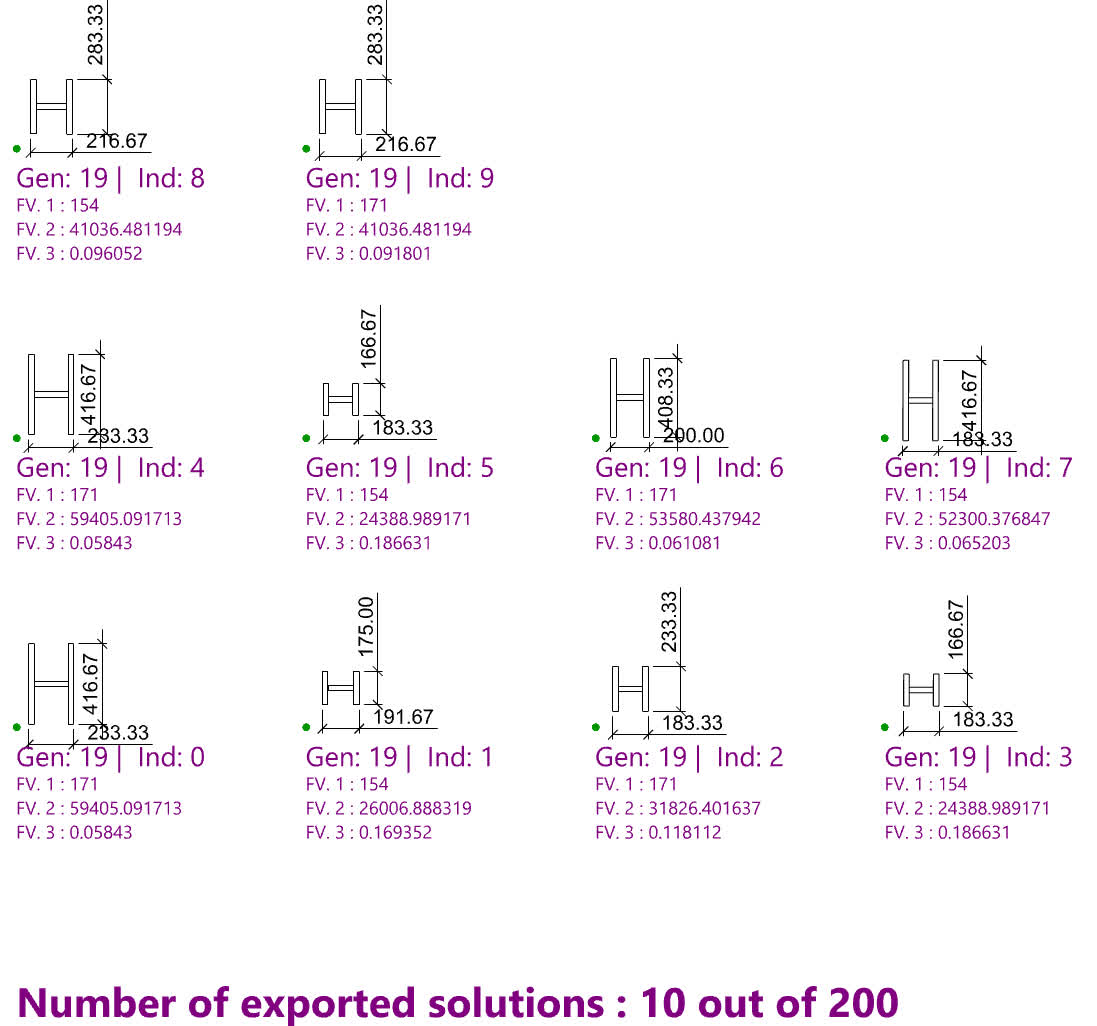 283.33
283.33
216.67
216.67
Gen: 19 | Ind: 8
FV. 1 : 154
FV. 2 : 41036.481194
FV. 3 : 0.096052
Gen: 19 | Ind: 9
FV. 1 : 171
FV. 2 : 41036.481194
FV. 3 : 0.091801
416.67
233.33
Gen: 19 | Ind: 4
FV. 1 : 171
FV. 2 : 59405.091713
FV. 3 : 0.05843
166.67
183.33
Gen: 19 | Ind: 5
FV. 1 : 154
FV. 2 : 24388.989171
FV. 3 : 0.186631
408.33
200.00
Gen: 19 | Ind: 6
FV. 1 : 171
FV. 2 : 53580.437942
FV. 3 : 0.061081
416.67
183.33
Gen: 19 | Ind: 7
FV. 1 : 154
FV. 2 : 52300.376847
FV. 3 : 0.065203
416.67
233.33
Gen: 19 | Ind: 0
FV. 1 : 171
FV. 2 : 59405.091713
FV. 3 : 0.05843
175.00
191.67
Gen: 19 | Ind: 1
FV. 1 : 154
FV. 2 : 26006.888319
FV. 3 : 0.169352
233.33
183.33
Gen: 19 | Ind: 2
FV. 1 : 171
FV. 2 : 31826.401637
FV. 3 : 0.118112
166.67
183.33
Gen: 19 | Ind: 3
FV. 1 : 154
FV. 2 : 24388.989171
FV. 3 : 0.186631
Number of exported solutions : 10 out of 200